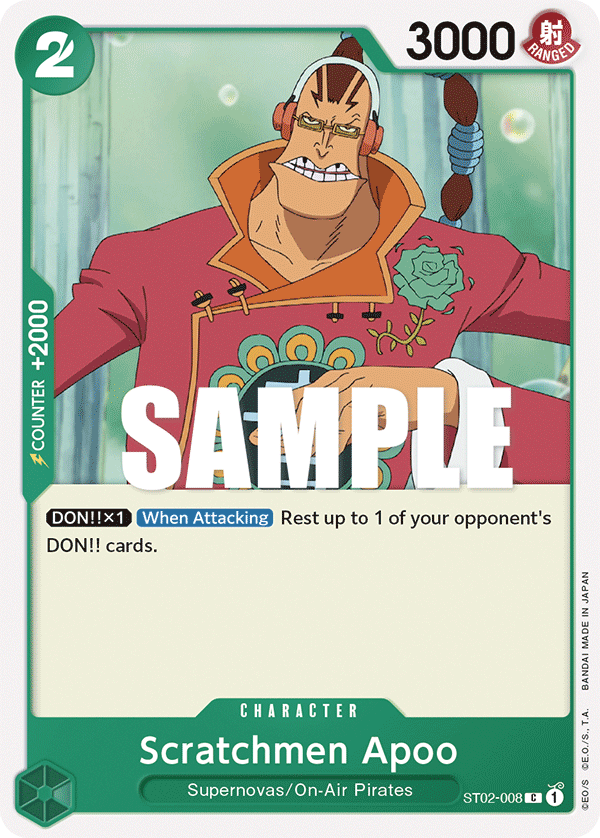 2
3000
射
RANGED
COUNTER +2000
SAMPLE
DON!!×1 When Attacking Rest up to 1 of your opponent's
DON!! cards.
CHARACTER
Scratchmen Apoo
Supernovas/On-Air Pirates
ST02-008 C 1
©EO/S ©E.O./S., T.A. BANDAI MADE IN JAPAN